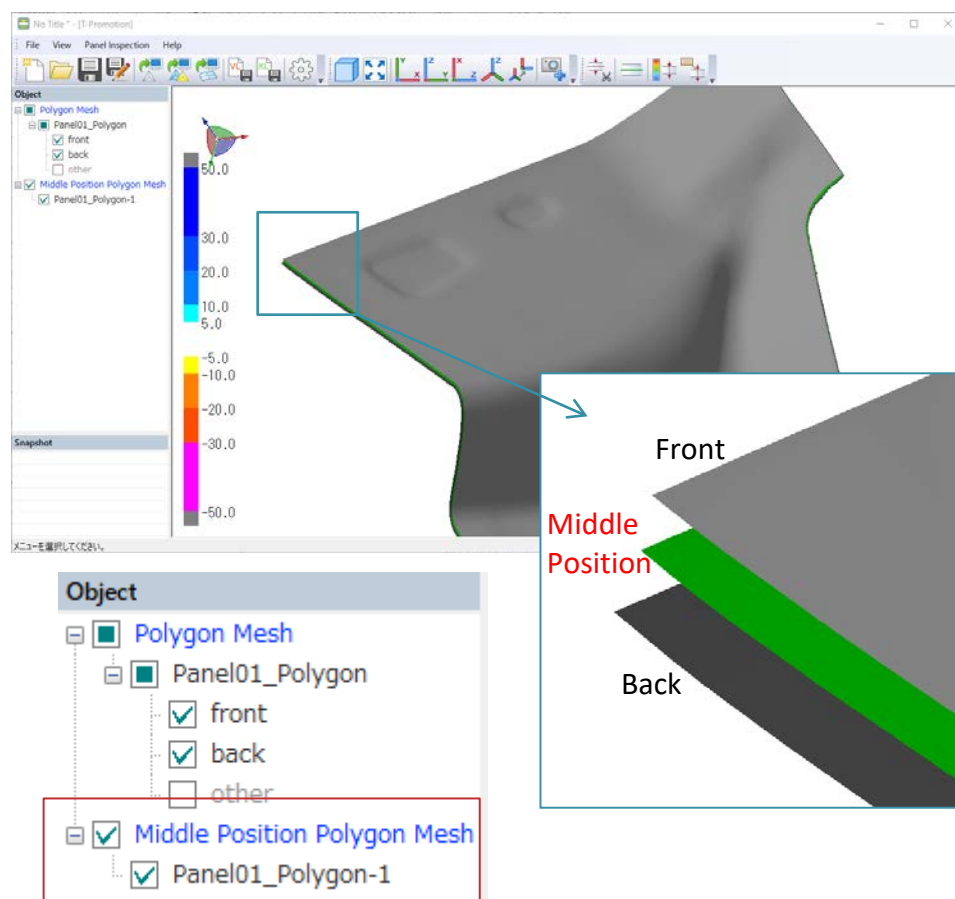 No Title * - [T-Promotion]
File View Panel Inspection Help
Object
Polygon Mesh
Panel01_Polygon
front
back
other
Middle Position Polygon Mesh
Panel01_Polygon-1
Snapshot
50.0
30.0
20.0
10.0
5.0
-5.0
-10.0
-20.0
-30.0
-50.0
メニューを選択してください。
Front
Middle
Position
Back
Object
Polygon Mesh
Panel01_Polygon
front
back
other
Middle Position Polygon Mesh
Panel01_Polygon-1